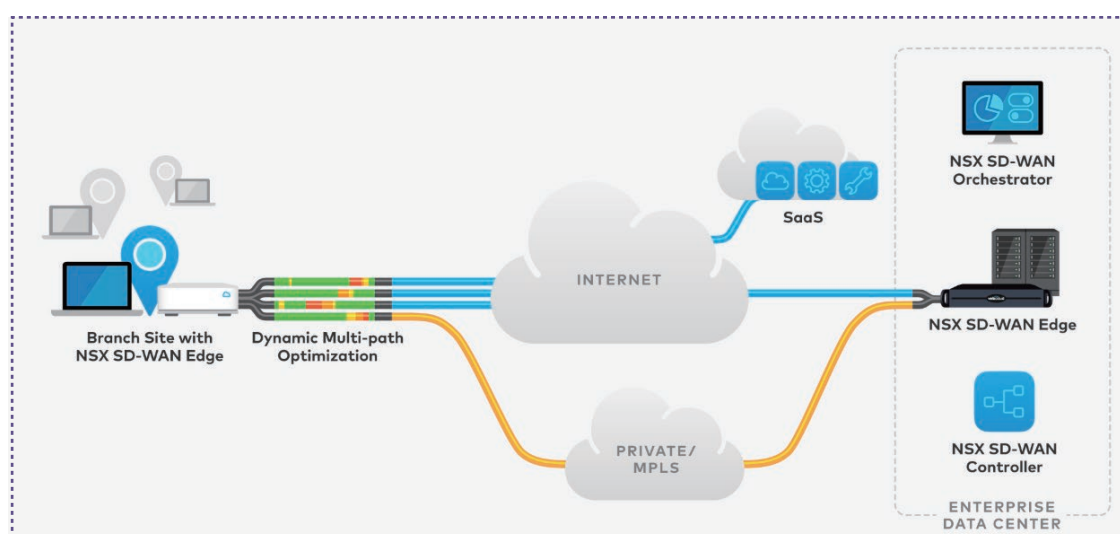 NSX SD-WAN
Orchestrator
SaaS
INTERNET
NSX SD-WAN Edge
Branch Site with
NSX SD-WAN Edge
Dynamic Multi-path
Optimization
PRIVATE/
MPLS
NSX SD-WAN
Controller
ENTERPRISE
DATA CENTER